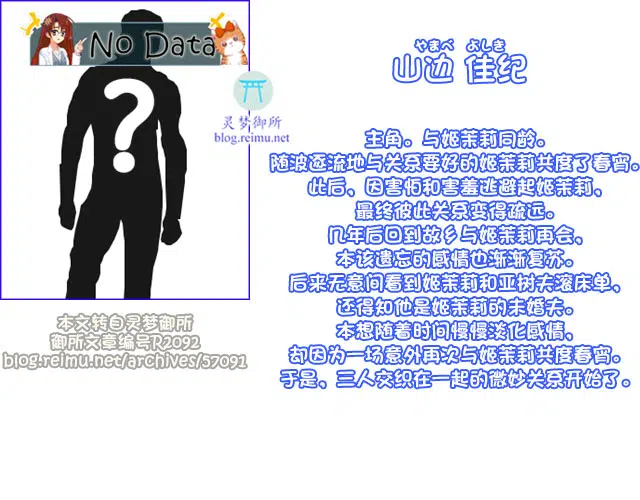 No Data
?
灵梦御所
blog.reimu.net
本文转自灵梦御所
御所文章编号R2092
blog.reimu.net/archives/57091
やまべ よしき
山边 佳纪
主角。与姬茉莉同龄。
随波逐流地与关系要好的姬茉莉共度了春宵。
此后，因害怕和害羞逃避起姬茉莉，
最终彼此关系变得疏远。
几年后回到故乡与姬茉莉再会，
本该遗忘的感情也渐渐复苏。
后来无意间看到姬茉莉和亚树夫滚床单，
还得知他是姬茉莉的未婚夫。
本想随着时间慢慢淡化感情，
却因为一场意外再次与姬茉莉共度春宵。
于是，三人交织在一起的微妙关系开始了。